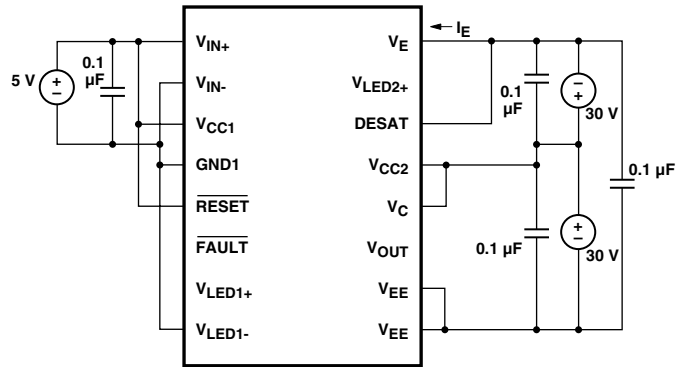 5 V
+
−
0.1
µF
V_IN+
V_IN-
V_CC1
GND1
RESET
FAULT
V_LED1+
V_LED1-
V_E
V_LED2+
DESAT
V_CC2
V_C
V_OUT
V_EE
V_EE
I_E
0.1
µF
−
+
30 V
0.1 µF
+
−
30 V
0.1 µF